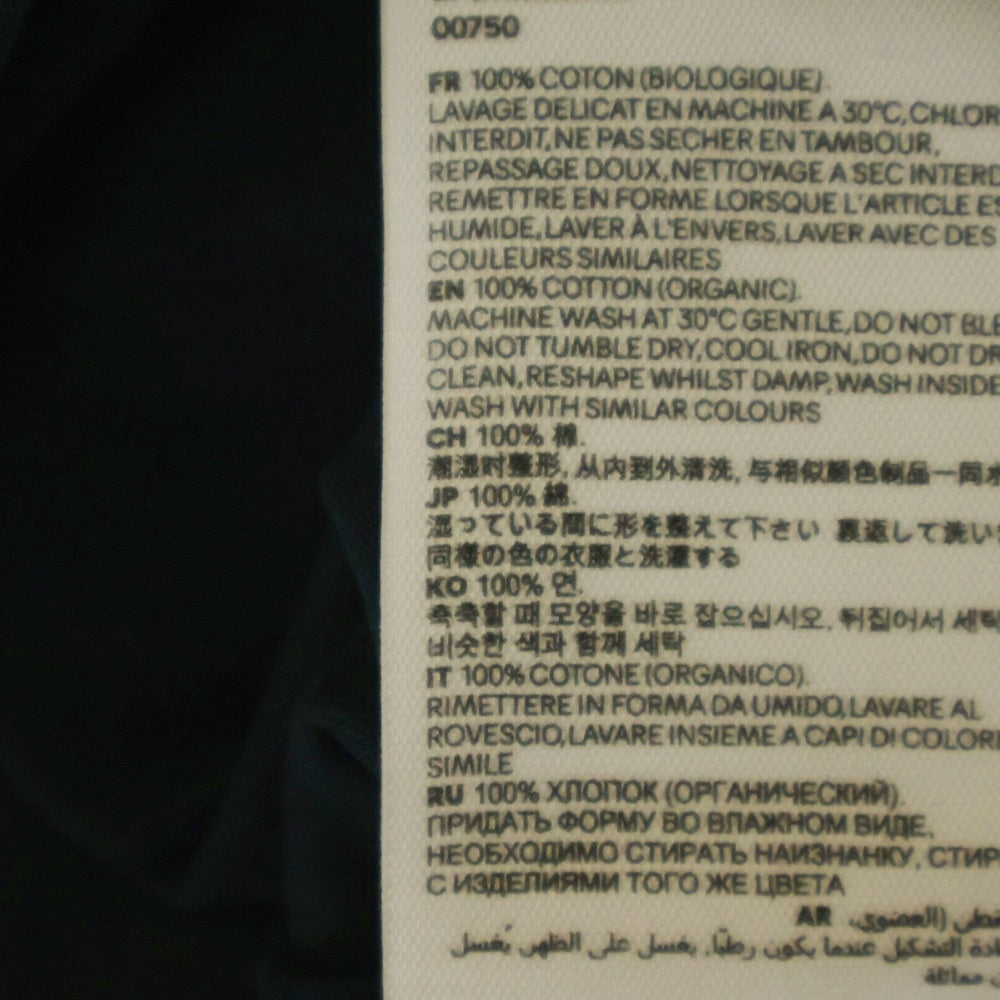 00750
FR 100% COTON (BIOLOGIQUE).
LAVAGE DELICAT EN MACHINE A 30°C, CHLOR
INTERDIT, NE PAS SECHER EN TAMBOUR,
REPASSAGE DOUX, NETTOYAGE A SEC INTERD
REMETTRE EN FORME LORSQUE L'ARTICLE ES
HUMIDE, LAVER À L'ENVERS, LAVER AVEC DES
COULEURS SIMILAIRES
EN 100% COTTON (ORGANIC).
MACHINE WASH AT 30°C GENTLE, DO NOT BLE
DO NOT TUMBLE DRY, COOL IRON, DO NOT DR
CLEAN, RESHAPE WHILST DAMP, WASH INSIDE
WASH WITH SIMILAR COLOURS
CH 100% 棉.
潮湿时整形, 从内到外清洗, 与相似颜色制品一同水
JP 100% 綿.
湿っている間に形を整えて下さい 裏返して洗い
同様の色の衣服と洗濯する
KO 100% 면.
축축할 때 모양을 바로 잡으십시오, 뒤집어서 세탁
비슷한 색과 함께 세탁
IT 100% COTONE (ORGANICO).
RIMETTERE IN FORMA DA UMIDO, LAVARE AL
ROVESCIO, LAVARE INSIEME A CAPI DI COLORE
SIMILE
RU 100% ХЛОПОК (ОРГАНИЧЕСКИЙ).
ПРИДАТЬ ФОРМУ ВО ВЛАЖНОМ ВИДЕ,
НЕОБХОДИМО СТИРАТЬ НАИЗНАНКУ, СТИР
С ИЗДЕЛИЯМИ ТОГО ЖЕ ЦВЕТА
AR قطن (العضوي).
التشكيل عندما يكون رطبًا, يغسل على الظهر, يُغسل
مماثلة